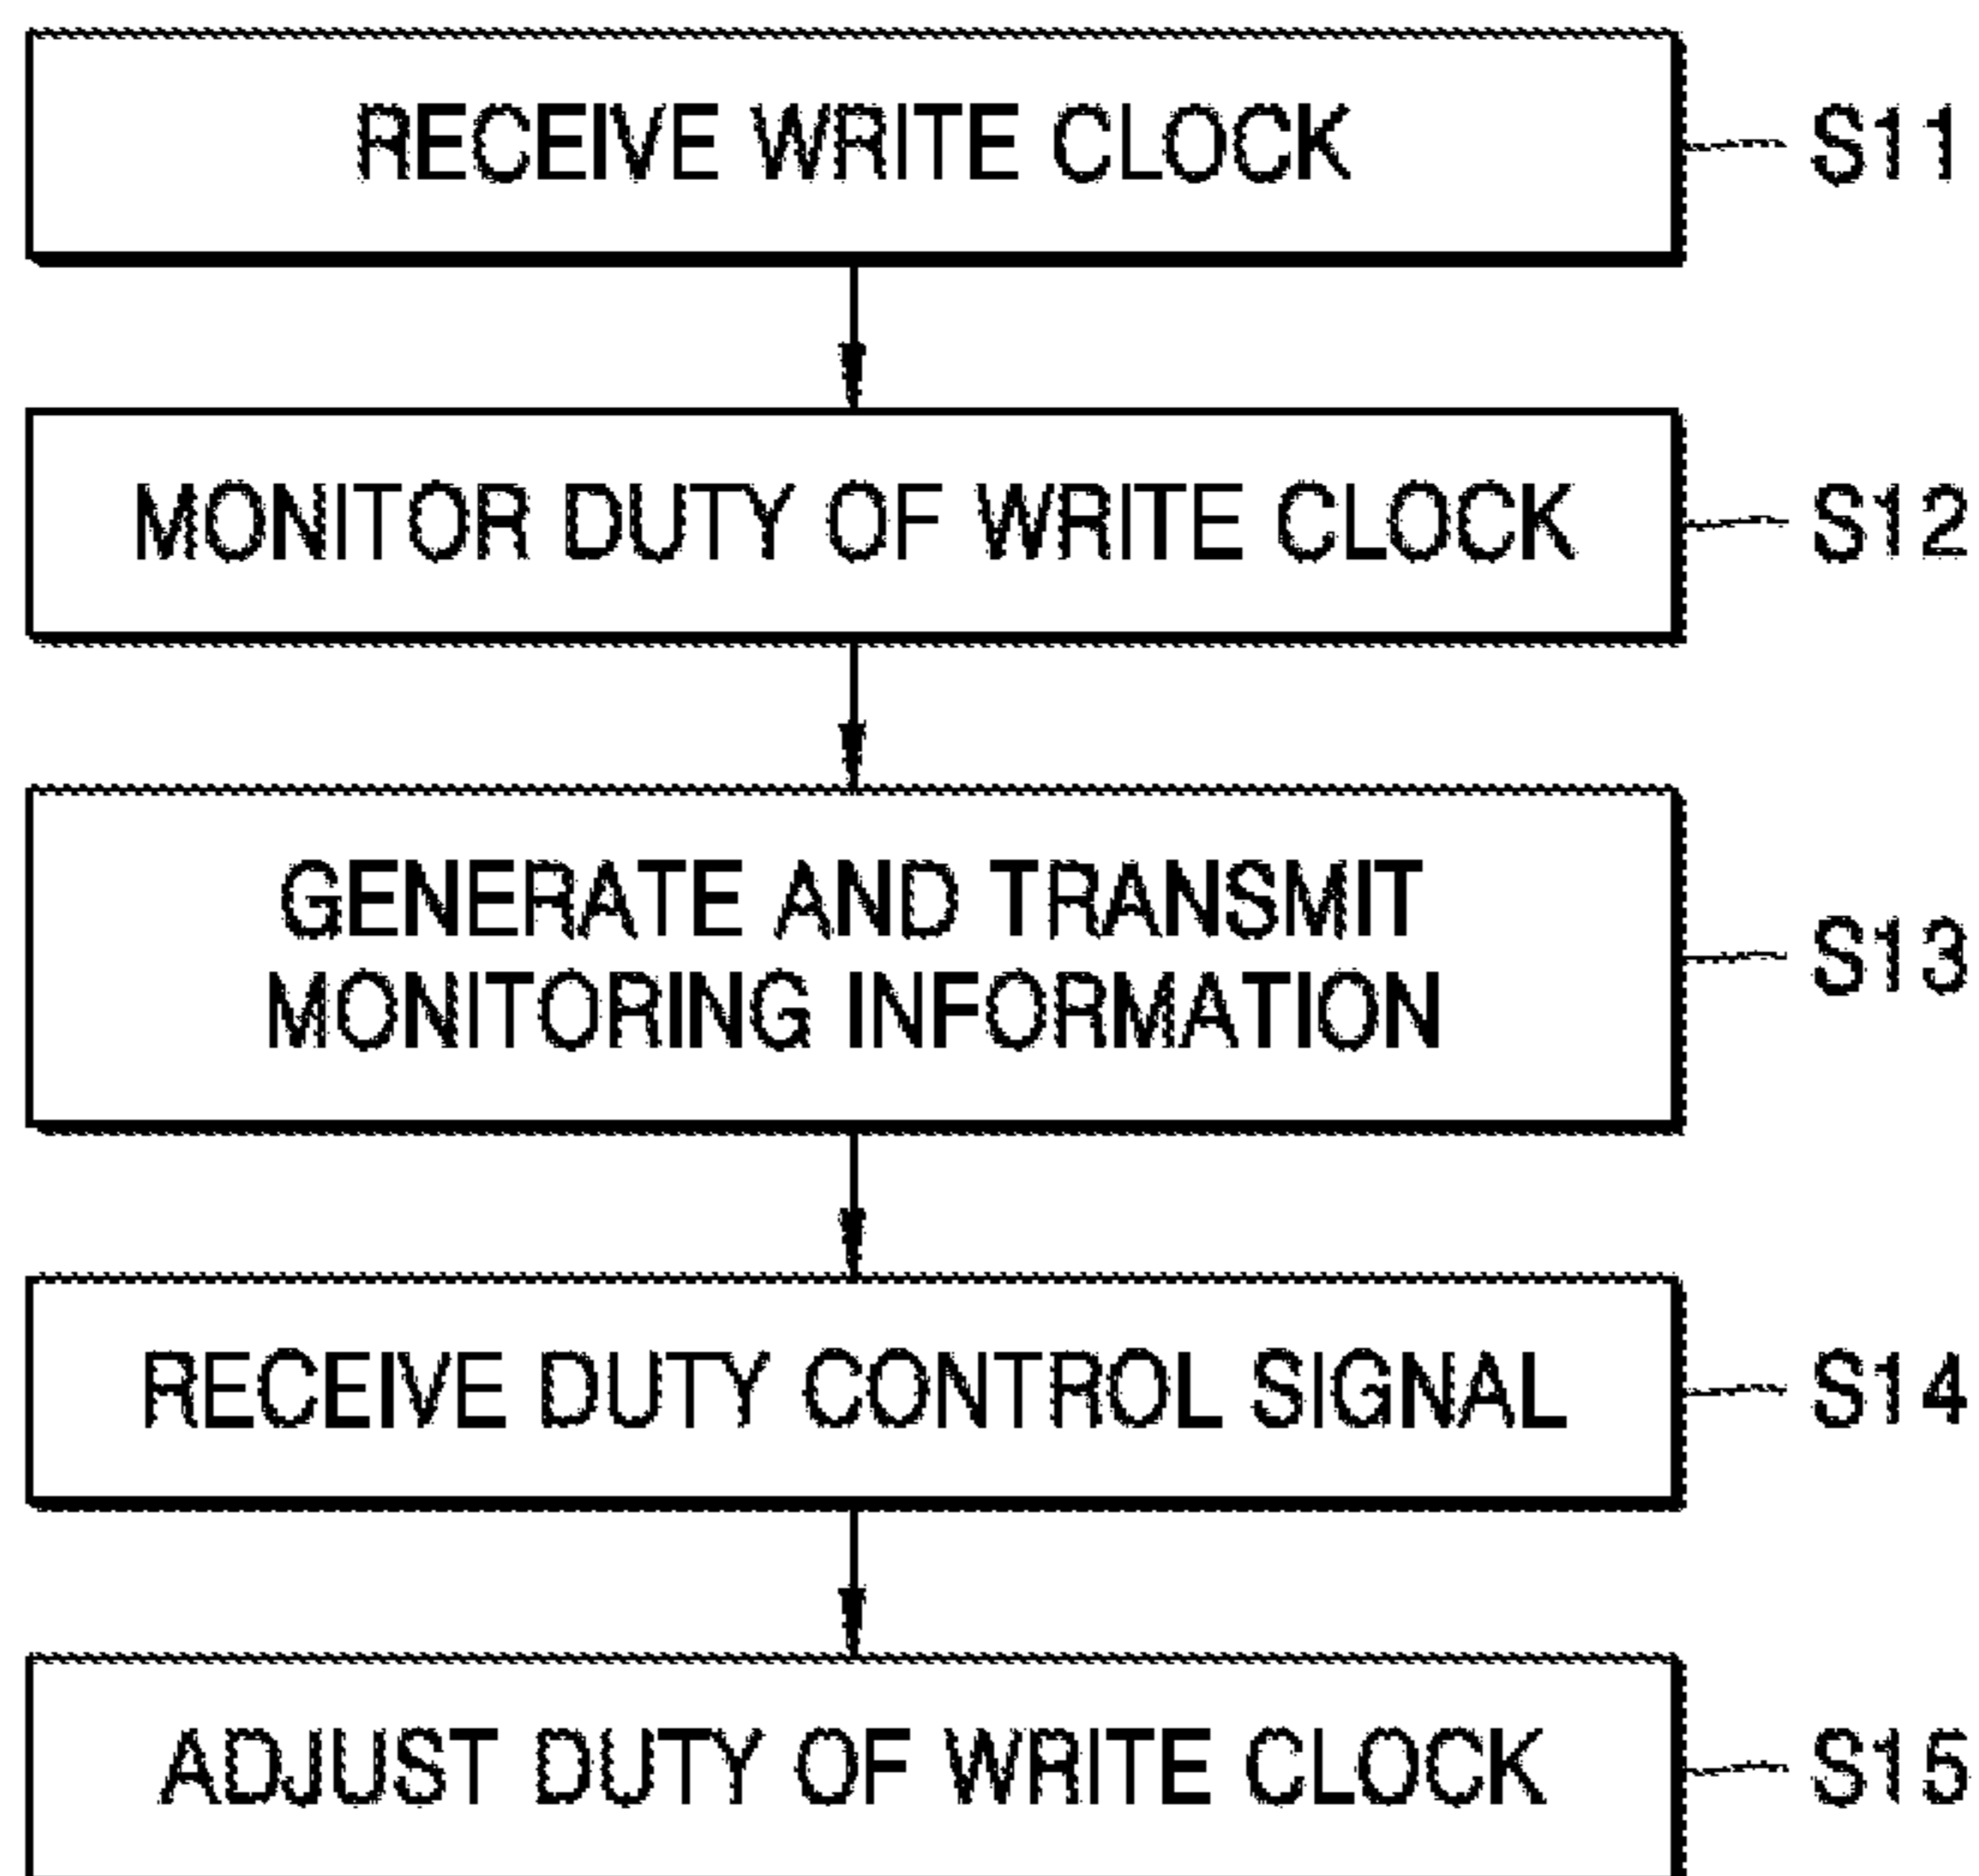 RECEIVE WRITE CLOCK
S11
MONITOR DUTY OF WRITE CLOCK
S12
GENERATE AND TRANSMIT
MONITORING INFORMATION
S13
RECEIVE DUTY CONTROL SIGNAL
S14
ADJUST DUTY OF WRITE CLOCK
S15